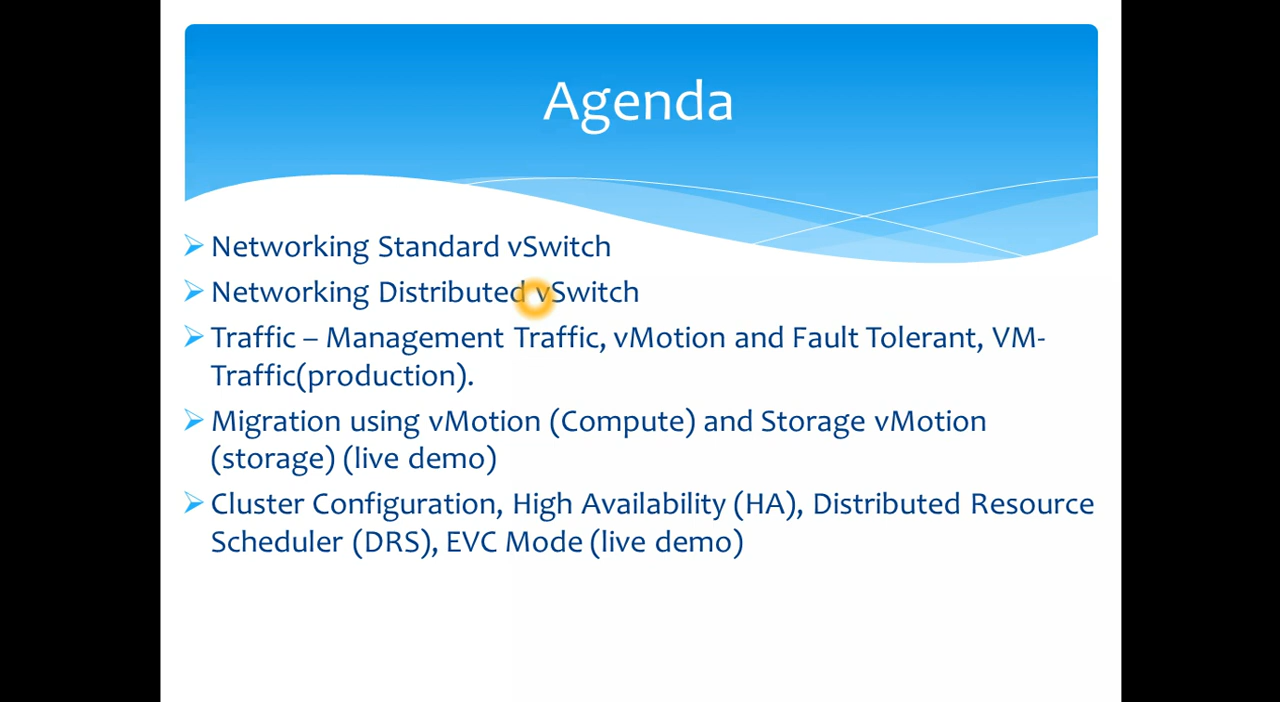 Agenda
Networking Standard vSwitch
Networking Distributed vSwitch
Traffic – Management Traffic, vMotion and Fault Tolerant, VM-
Traffic(production).
Migration using vMotion (Compute) and Storage vMotion
(storage) (live demo)
Cluster Configuration, High Availability (HA), Distributed Resource
Scheduler (DRS), EVC Mode (live demo)